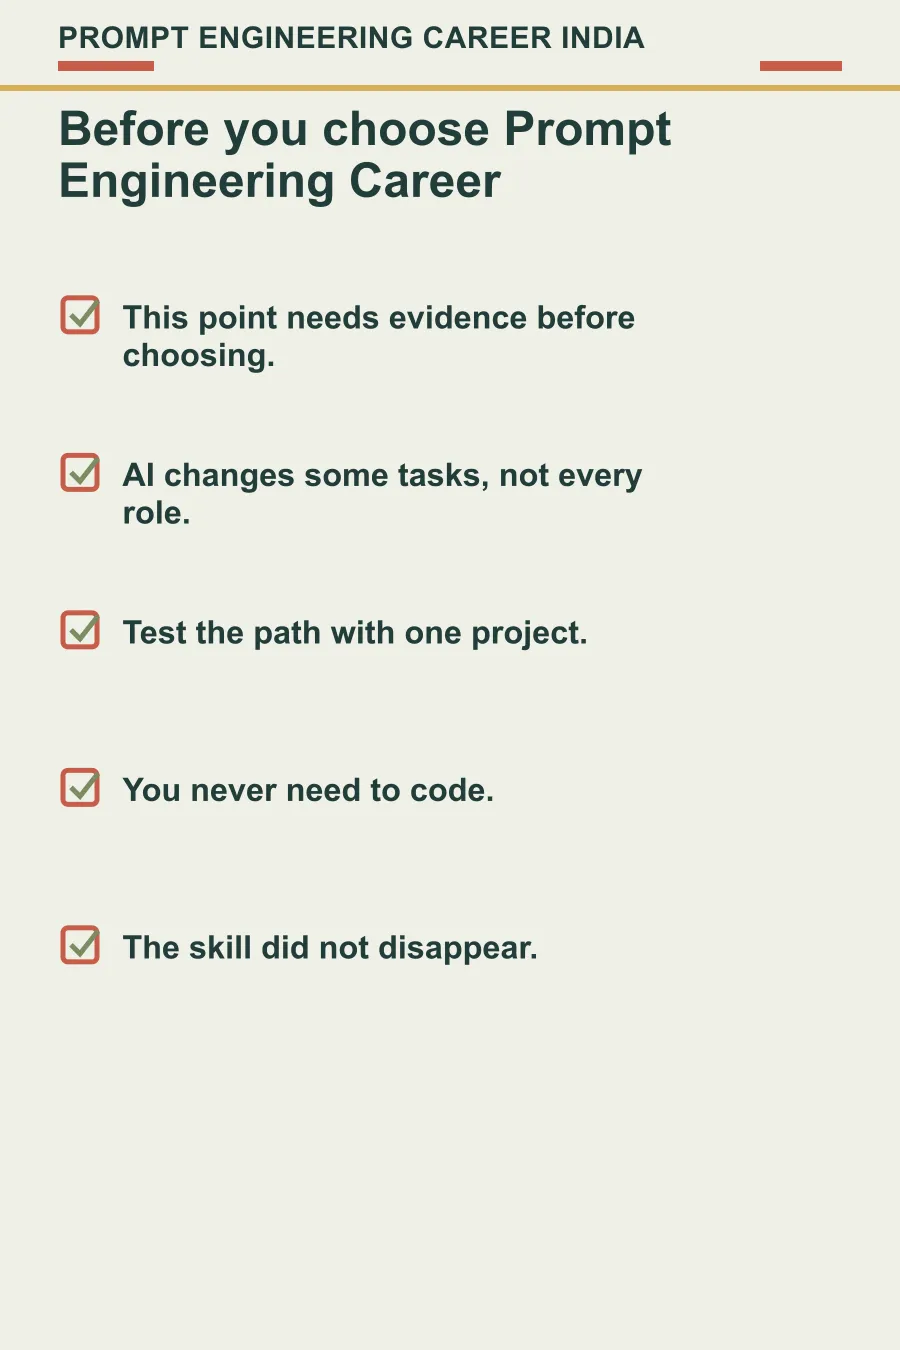 PROMPT ENGINEERING CAREER INDIA
Before you choose Prompt
Engineering Career
This point needs evidence before
choosing.
AI changes some tasks, not every
role.
Test the path with one project.
You never need to code.
The skill did not disappear.